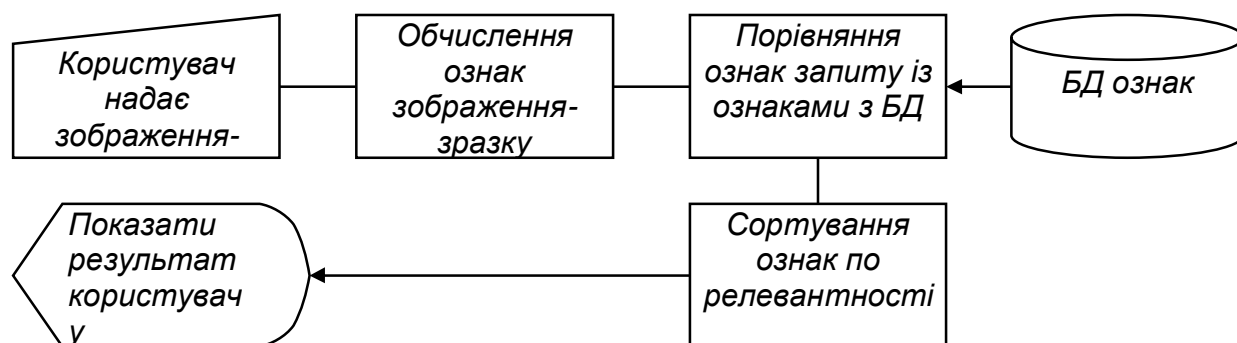 Користувач
надає
зображення-
Обчислення
ознак
зображення-
зразку
Порівняння
ознак запиту із
ознаками з БД
БД ознак
Показати
результат
користувач
у
Сортування
ознак по
релевантності